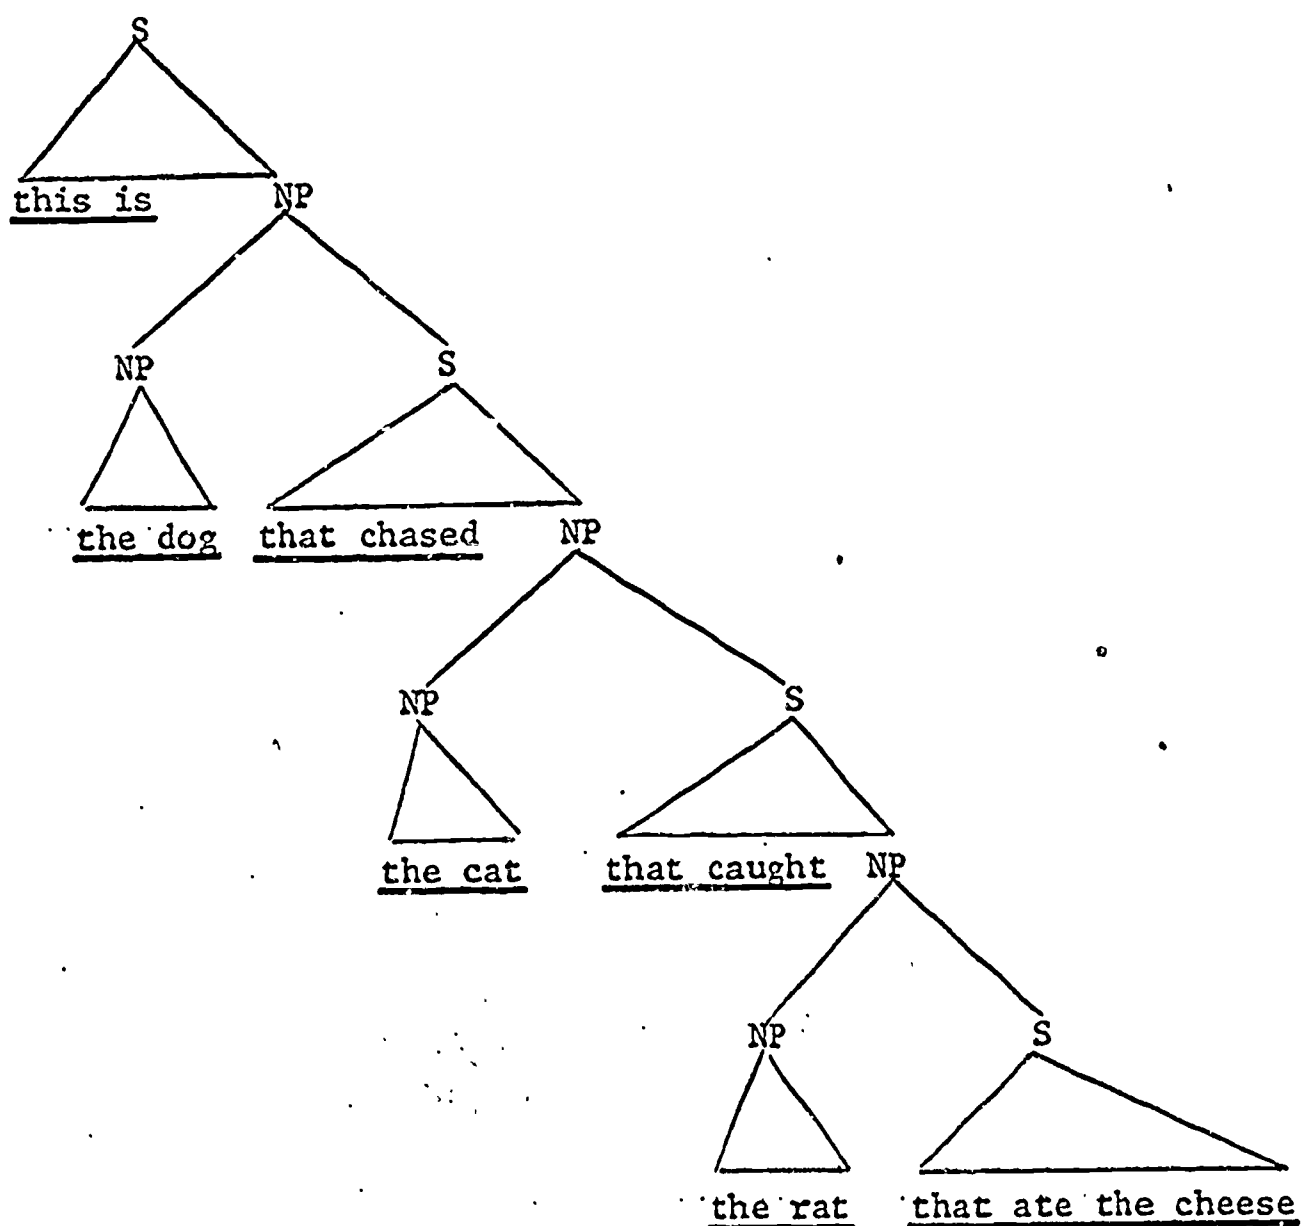 S
this is NP
NP S
the dog that chased NP
NP S
the cat that caught NP
NP S
the rat that ate the cheese